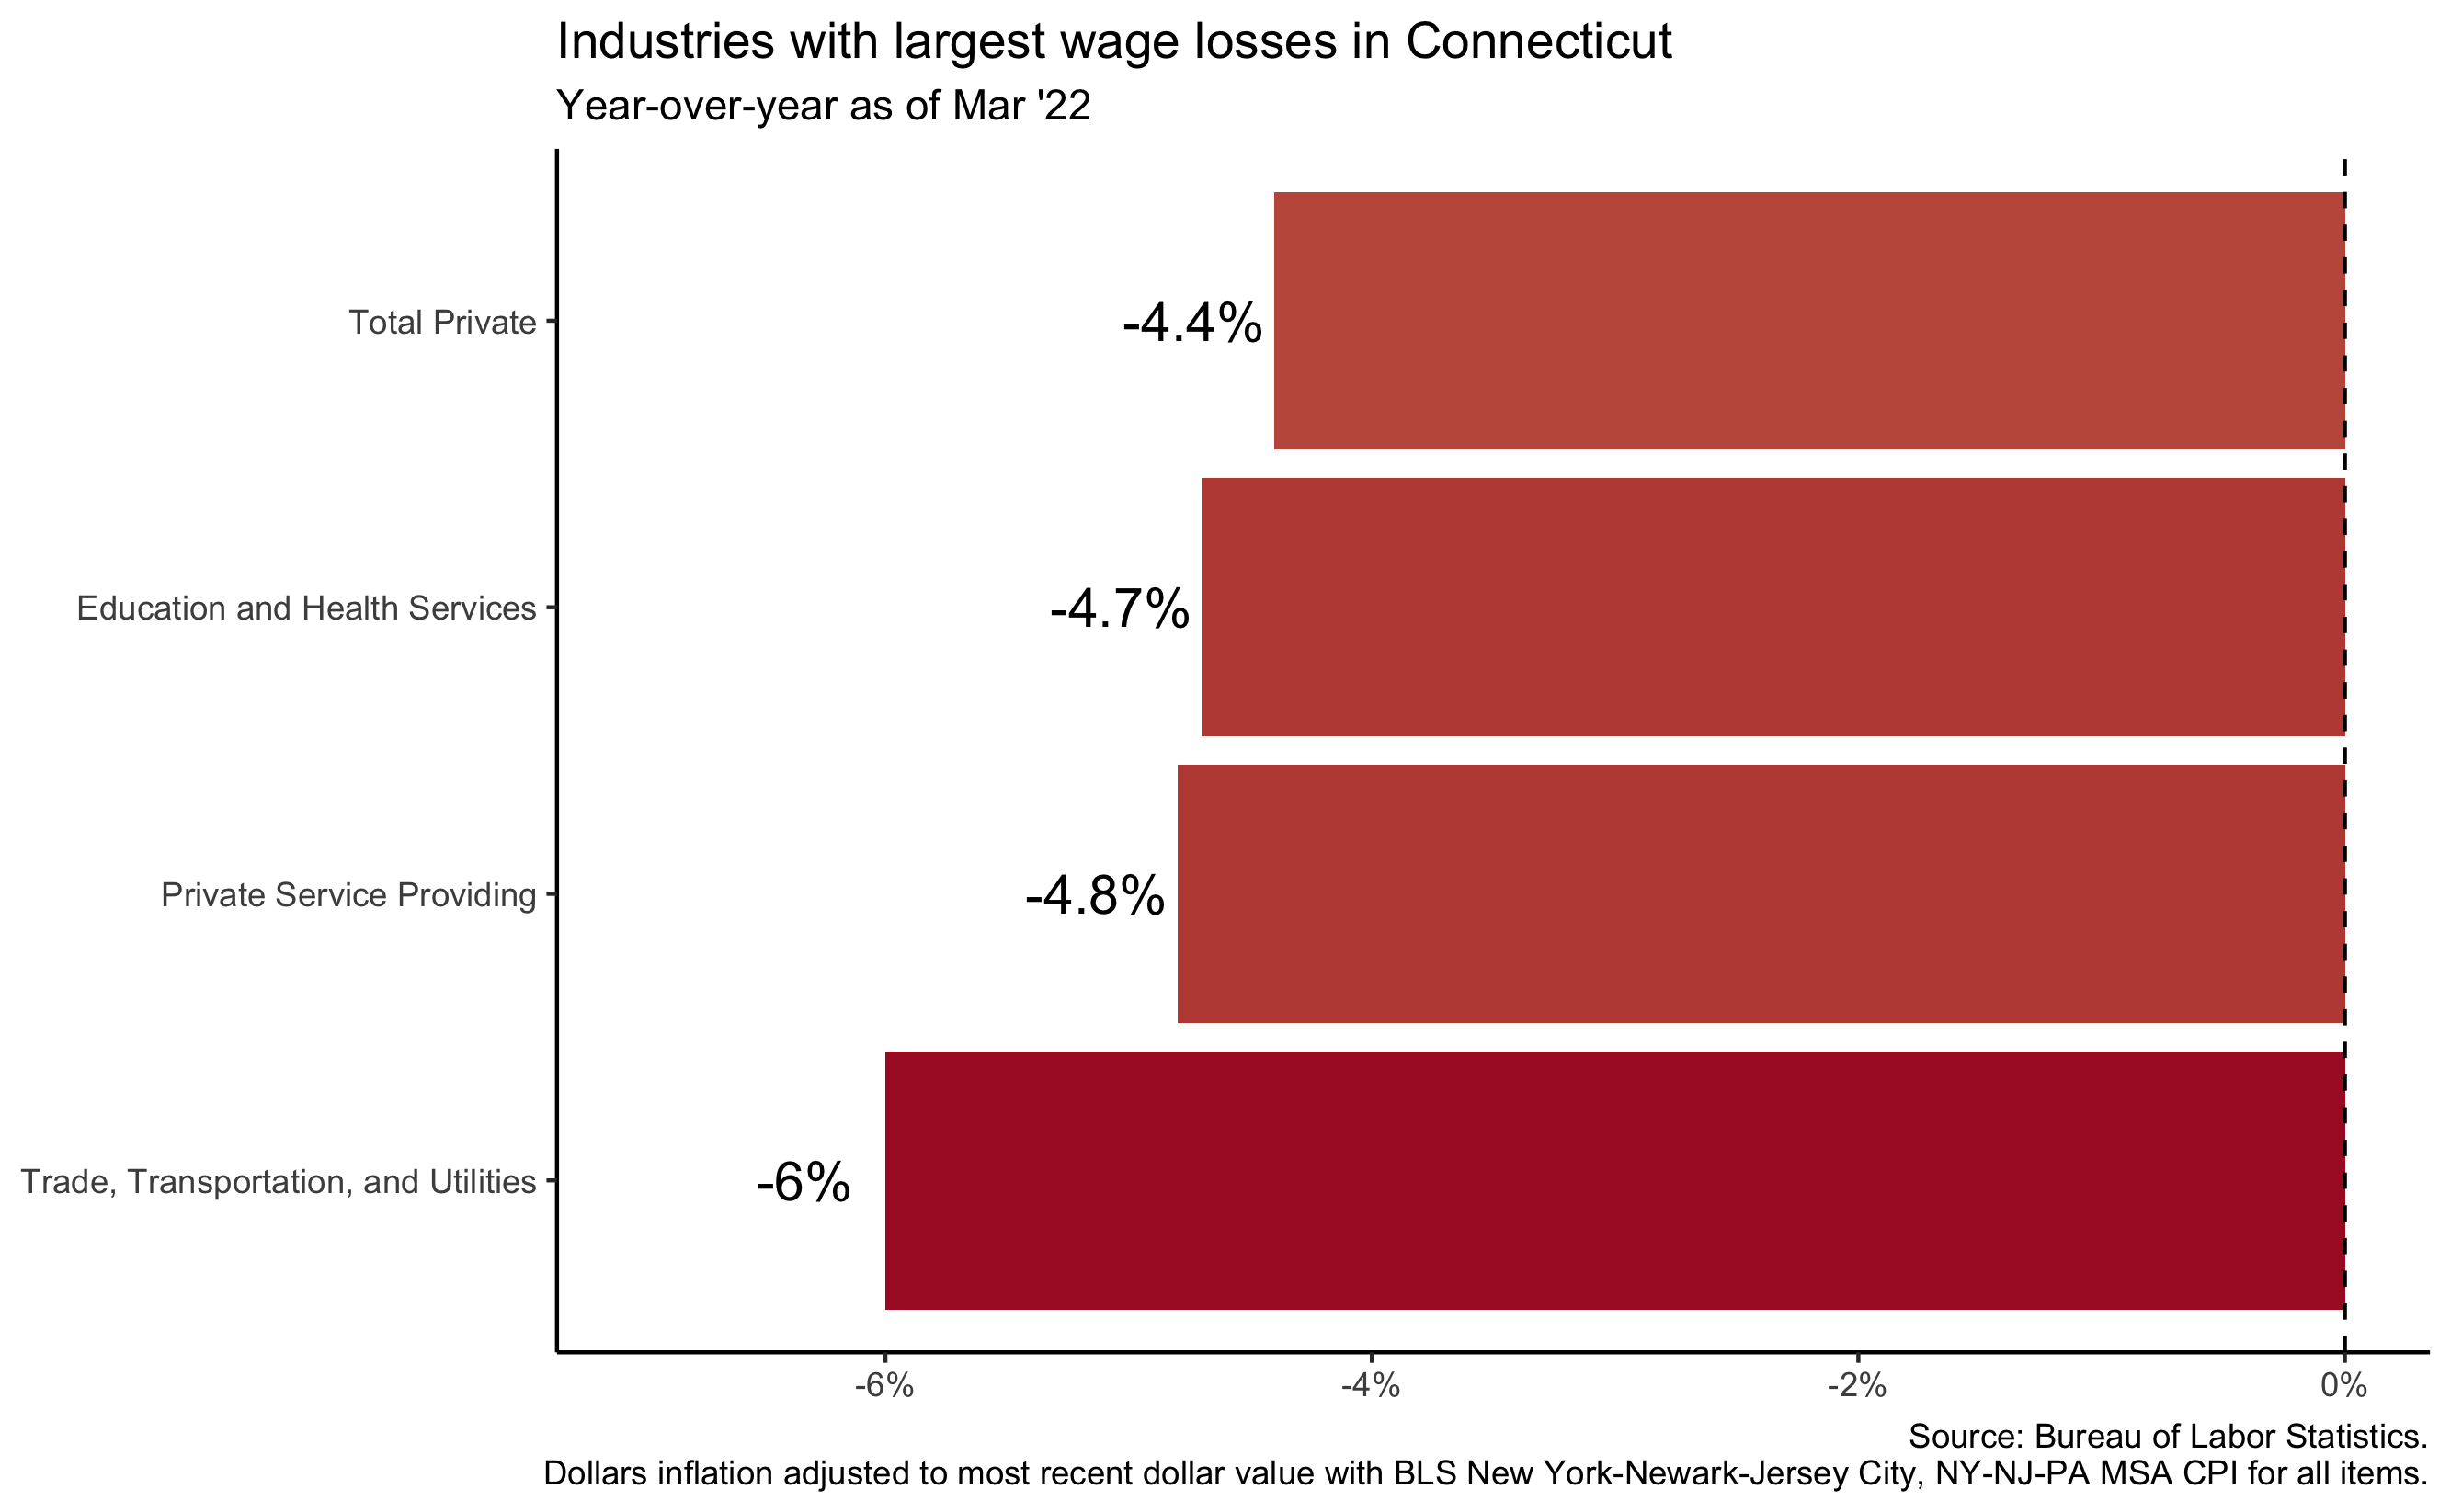 Industries with largest wage losses in Connecticut
Year-over-year as of Mar '22
Total Private
-4.4%
Education and Health Services
-4.7%
Private Service Providing
-4.8%
Trade, Transportation, and Utilities
-6%
-6%
-4%
-2%
0%
Source: Bureau of Labor Statistics.
Dollars inflation adjusted to most recent dollar value with BLS New York-Newark-Jersey City, NY-NJ-PA MSA CPI for all items.